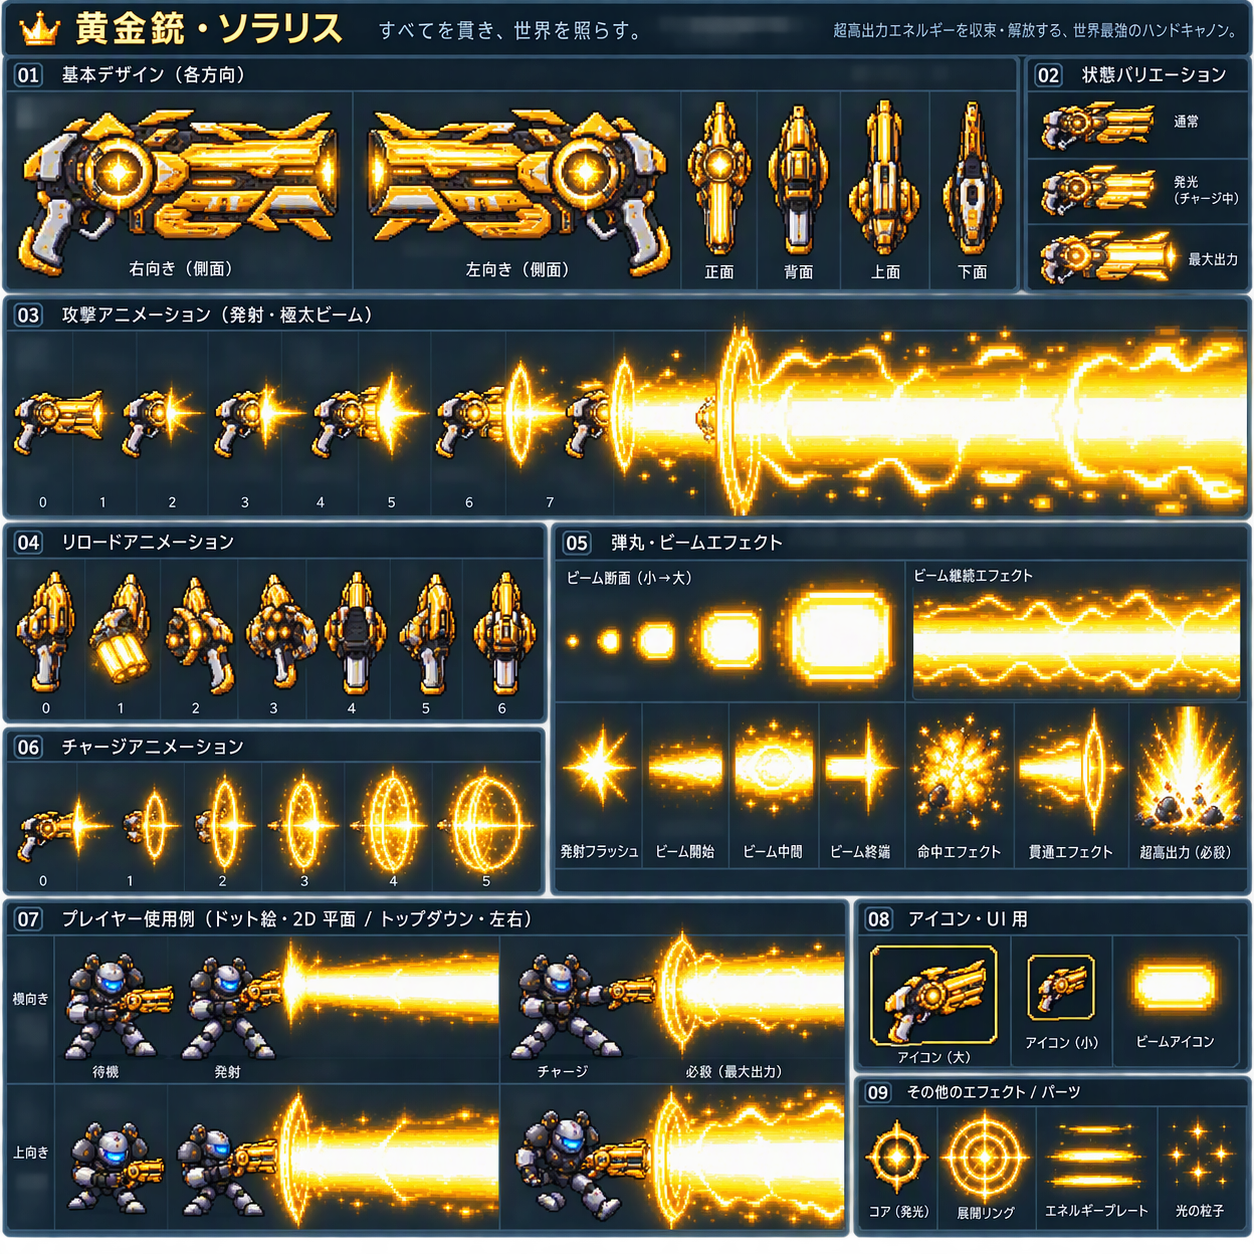 黄金銃・ソラリス
すべてを貫き、世界を照らす。
超高出力エネルギーを収束・解放する、世界最強のハンドキャノン。
01 基本デザイン（各方向）
右向き（側面）
左向き（側面）
正面
背面
上面
下面
02 状態バリエーション
通常
発光
（チャージ中）
最大出力
03 攻撃アニメーション（発射・極太ビーム）
0 1 2 3 4 5 6 7
04 リロードアニメーション
0 1 2 3 4 5 6
05 弾丸・ビームエフェクト
ビーム断面（小→大）
ビーム継続エフェクト
発射フラッシュ
ビーム開始
ビーム中間
ビーム終端
命中エフェクト
貫通エフェクト
超高出力（必殺）
06 チャージアニメーション
0 1 2 3 4 5
07 プレイヤー使用例（ドット絵・2D 平面 / トップダウン・左右）
横向き
待機
発射
チャージ
必殺（最大出力）
上向き
08 アイコン・UI 用
アイコン（大）
アイコン（小）
ビームアイコン
09 その他のエフェクト / パーツ
コア（発光）
展開リング
エネルギープレート
光の粒子